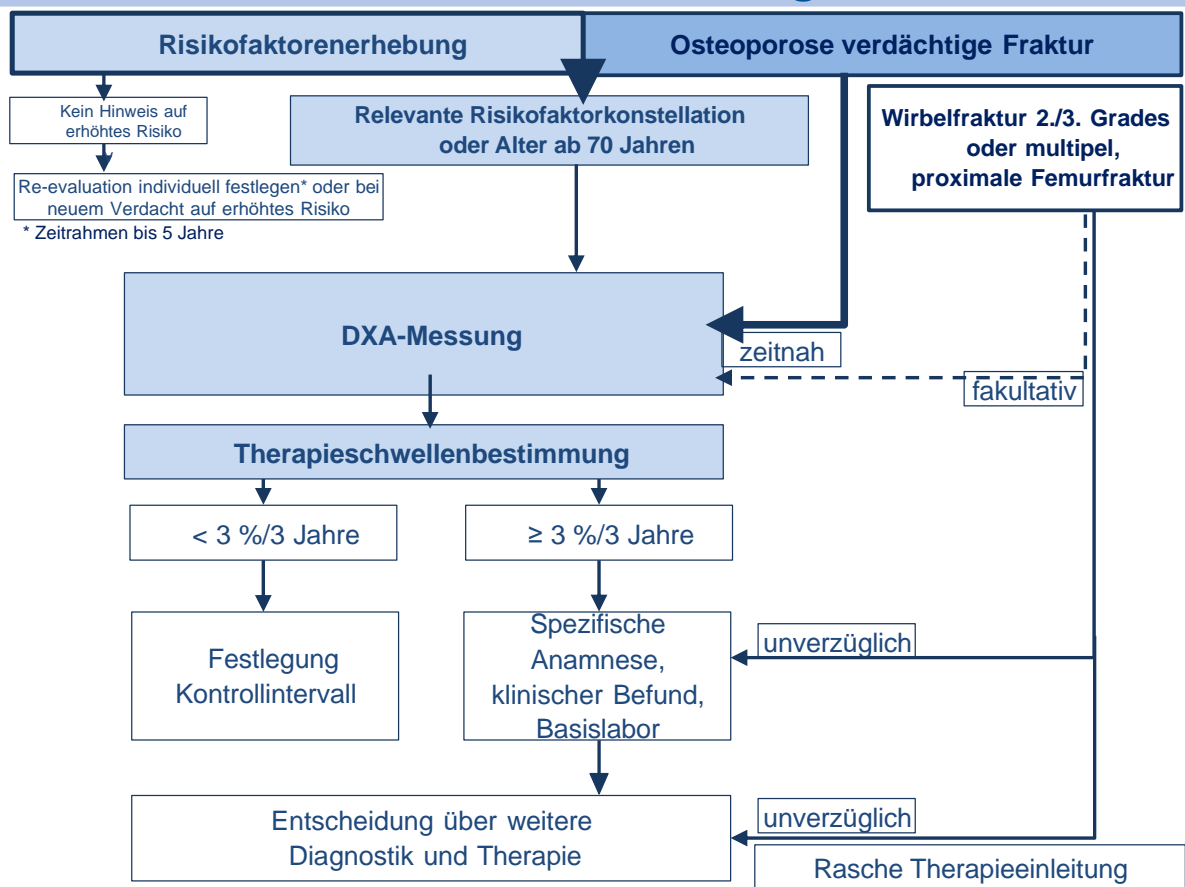 Risikofaktorenerhebung
Osteoporose verdächtige Fraktur
Kein Hinweis auf
erhöhtes Risiko
Relevante Risikofaktorkonstellation
oder Alter ab 70 Jahren
Wirbelfraktur 2./3. Grades
oder multipel,
proximale Femurfraktur
Re-evaluation individuell festlegen* oder bei
neuem Verdacht auf erhöhtes Risiko
* Zeitrahmen bis 5 Jahre
DXA-Messung
zeitnah
fakultativ
Therapieschwellenbestimmung
< 3 %/3 Jahre
≥ 3 %/3 Jahre
Festlegung
Kontrollintervall
Spezifische
Anamnese,
klinischer Befund,
Basislabor
unverzüglich
Entscheidung über weitere
Diagnostik und Therapie
unverzüglich
Rasche Therapieeinleitung